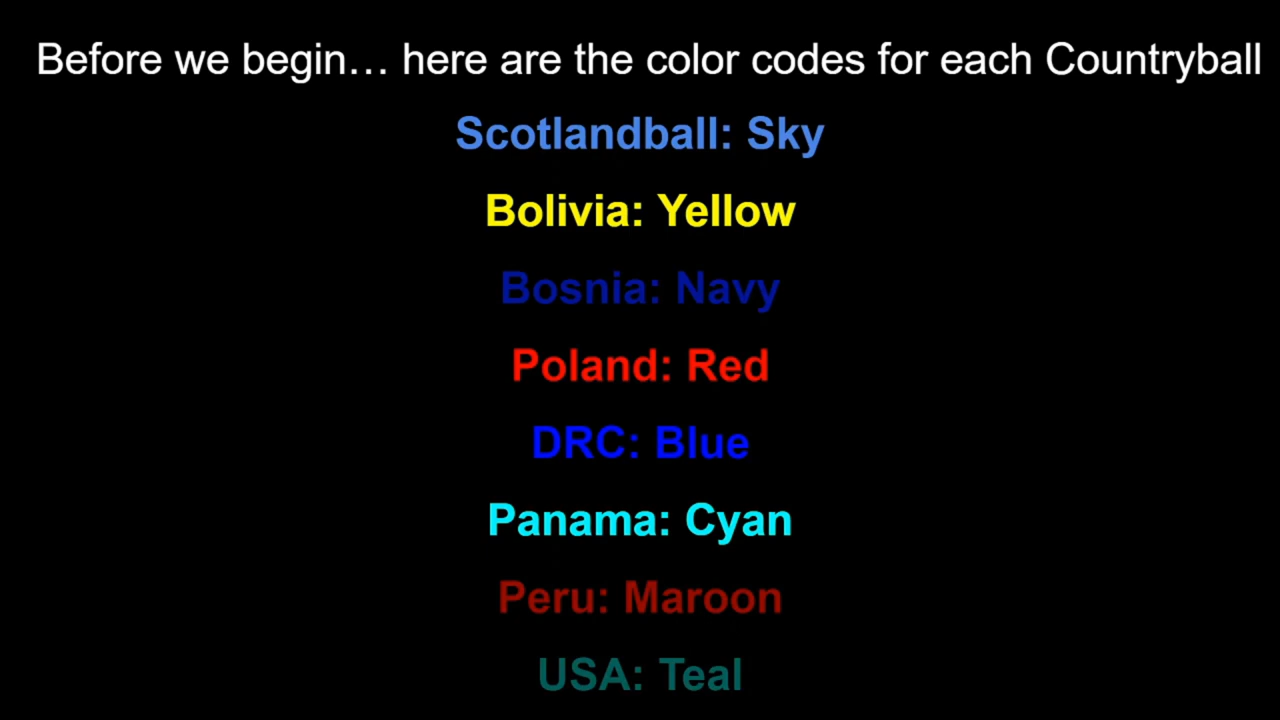 Before we begin… here are the color codes for each Countryball
Scotlandball: Sky
Bolivia: Yellow
Bosnia: Navy
Poland: Red
DRC: Blue
Panama: Cyan
Peru: Maroon
USA: Teal